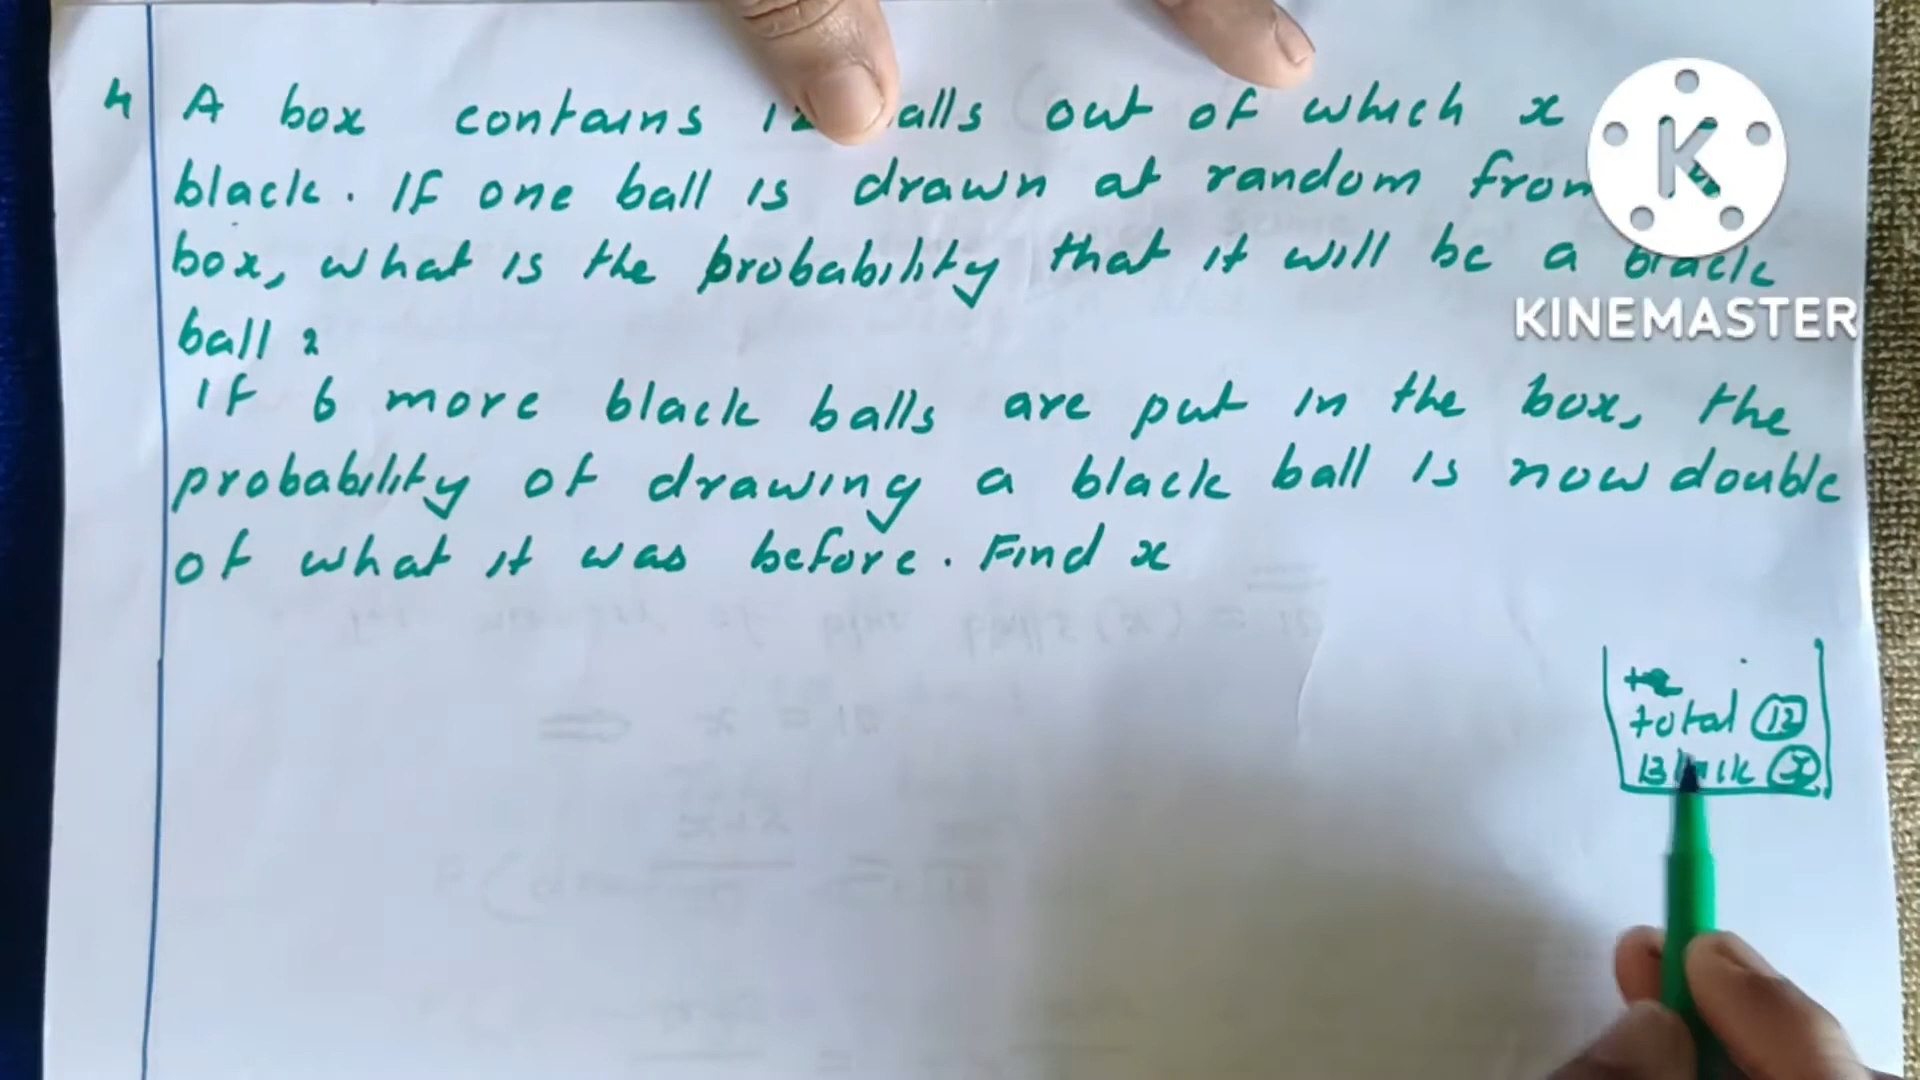 4 A box contains 12 balls out of which x
black. If one ball is drawn at random from
box, what is the probability that it will be a black
ball ?
If 6 more black balls are put in the box, the
probability of drawing a black ball is now double
of what it was before. Find x
K
KINEMASTER
total 12
Black x